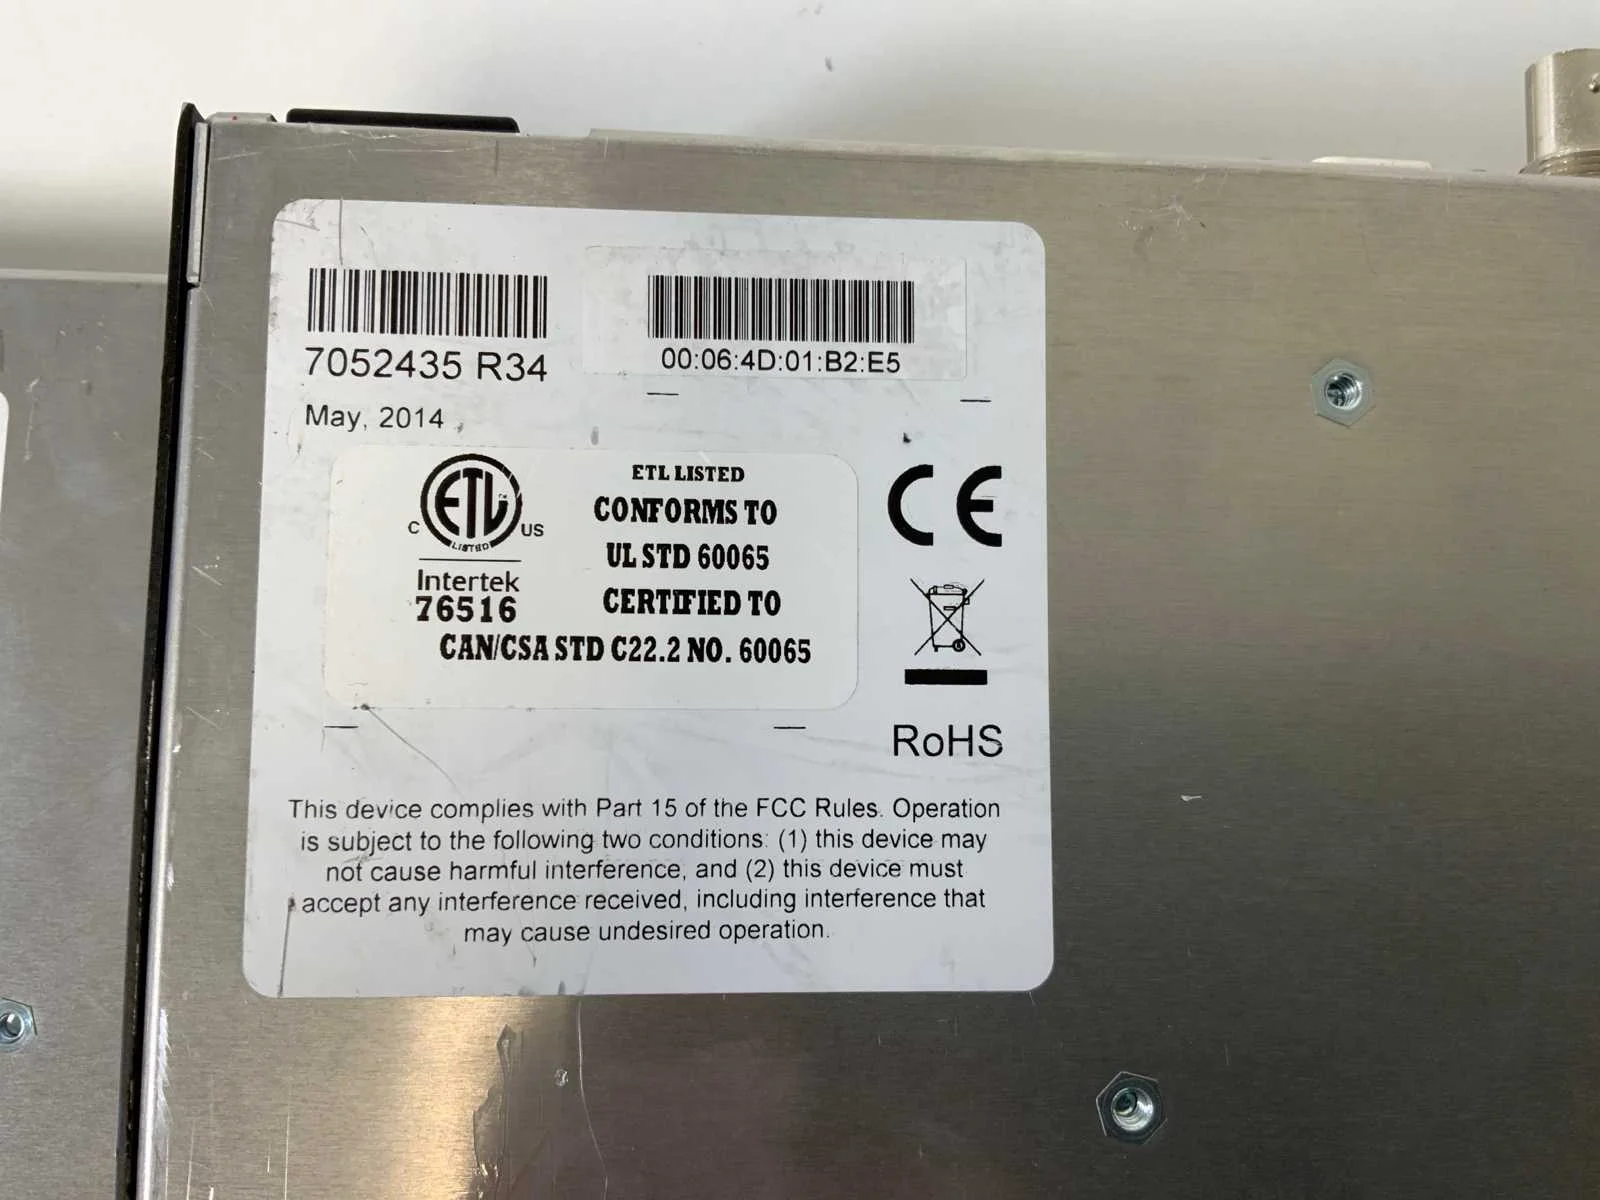 7052435 R34
00:06:4D:01:B2:E5
May, 2014
ETL LISTED
CONFORMS TO
UL STD 60065
CERTIFIED TO
CAN/CSA STD C22.2 NO. 60065
C ETL US
LISTED
Intertek
76516
CE
RoHS
This device complies with Part 15 of the FCC Rules. Operation
is subject to the following two conditions: (1) this device may
not cause harmful interference, and (2) this device must
accept any interference received, including interference that
may cause undesired operation.